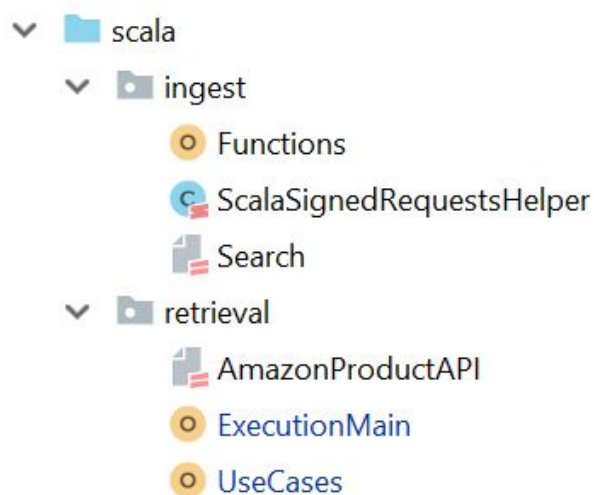 scala
ingest
O Functions
C ScalaSignedRequestsHelper
Search
retrieval
AmazonProductAPI
O ExecutionMain
O UseCases